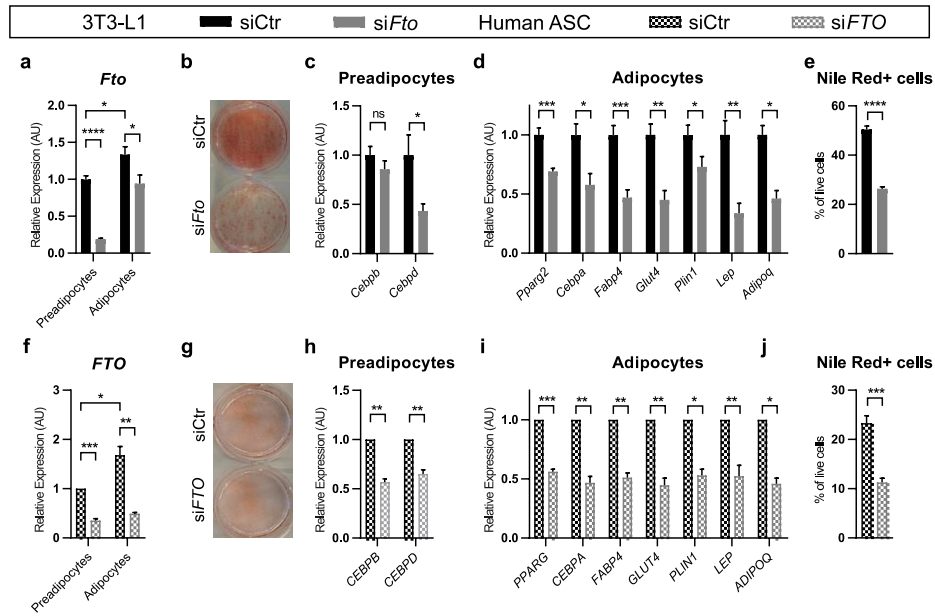 3T3-L1 siCtr siFto Human ASC siCtr siFTO
a
Fto
Relative Expression (AU)
2.0
1.5
1.0
0.5
0.0
*
****
*
Preadipocytes
Adipocytes
b
siCtr
siFto
c
Preadipocytes
Relative Expression (AU)
1.5
1.0
0.5
0.0
ns
*
Cebpb
Cebpd
d
Adipocytes
Relative Expression (AU)
1.0
0.5
0.0
***
*
***
**
*
**
*
Pparg2
Cebpa
Fabp4
Glut4
Plin1
Lep
Adipoq
e
Nile Red+ cells
% of live cells
60
40
20
0
****
f
FTO
Relative Expression (AU)
3
2
1
0
*
***
**
Preadipocytes
Adipocytes
g
siCtr
siFTO
h
Preadipocytes
Relative Expression (AU)
1.5
1.0
0.5
0.0
**
**
CEBPB
CEBPD
i
Adipocytes
Relative Expression (AU)
1.0
0.5
0.0
***
**
**
**
*
**
*
PPARG
CEBPA
FABP4
GLUT4
PLIN1
LEP
ADIPOQ
j
Nile Red+ cells
% of live cells
30
20
10
0
***